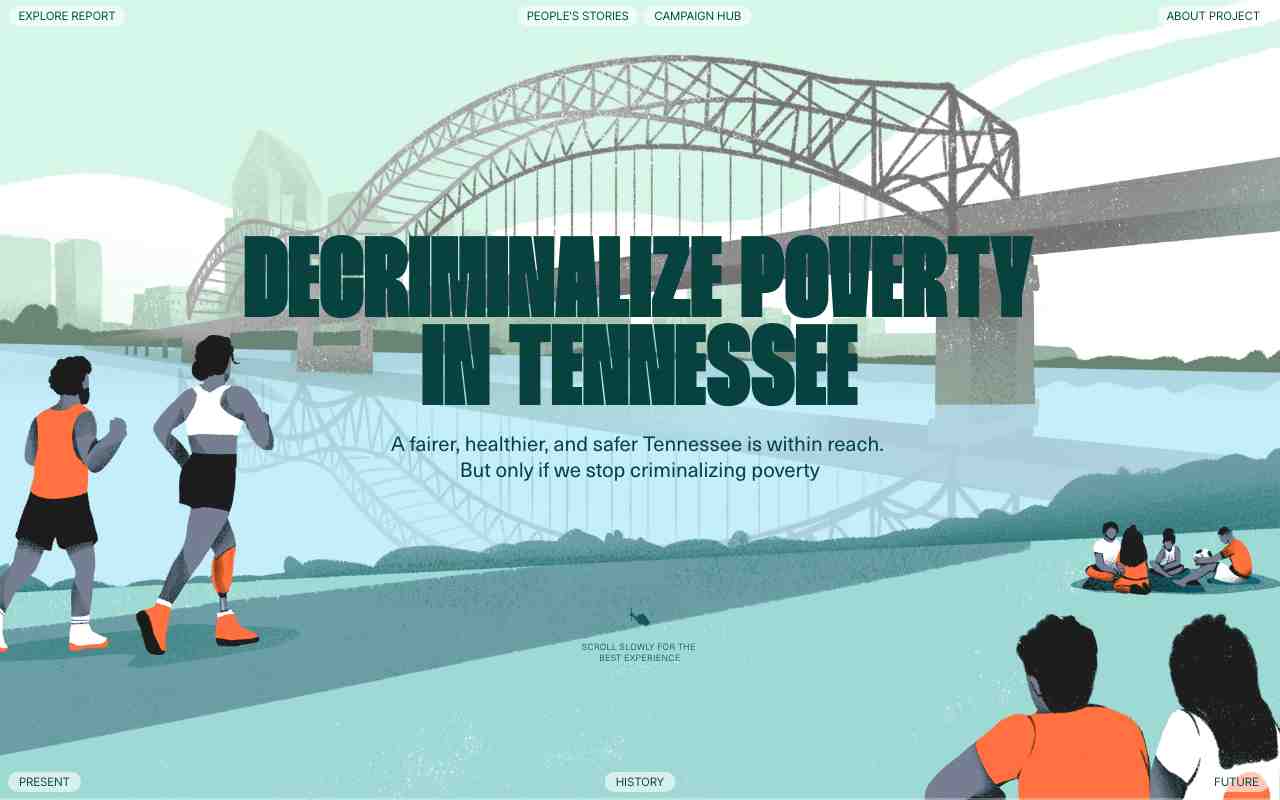 EXPLORE REPORT
PEOPLE'S STORIES
CAMPAIGN HUB
ABOUT PROJECT
DECRIMINALIZE POVERTY
IN TENNESSEE
A fairer, healthier, and safer Tennessee is within reach.
But only if we stop criminalizing poverty
SCROLL SLOWLY FOR THE
BEST EXPERIENCE
PRESENT
HISTORY
FUTURE